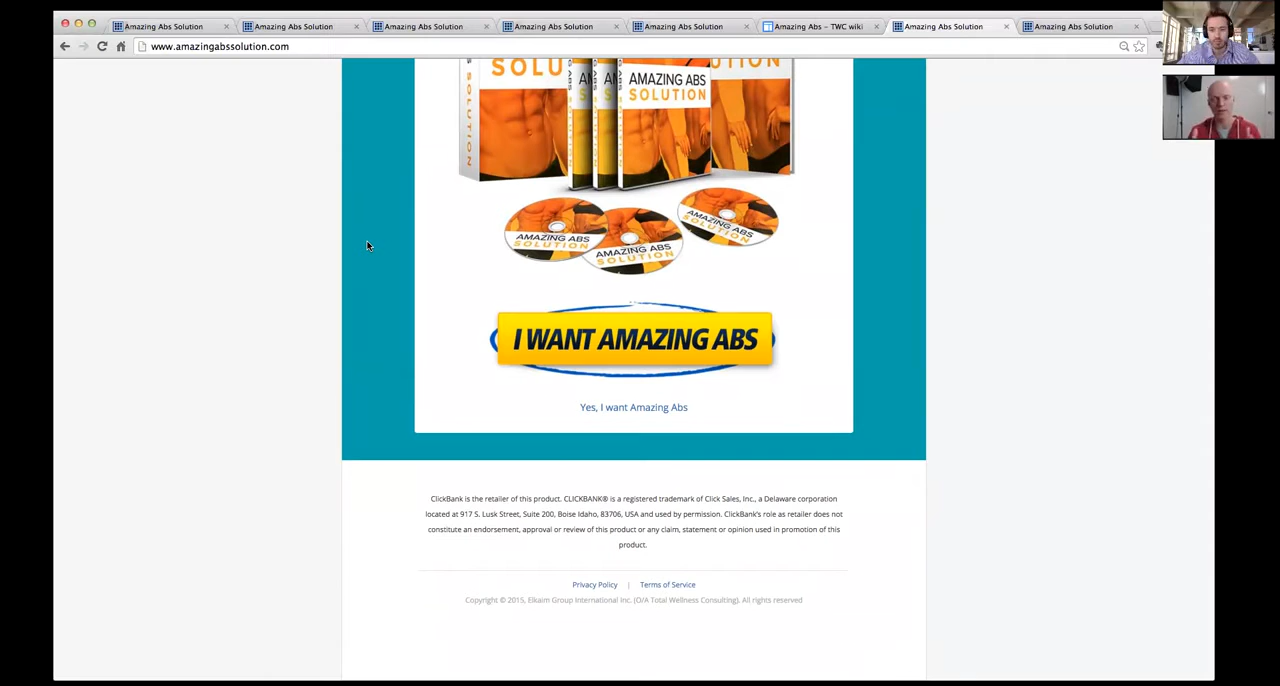 Amazing Abs Solution
Amazing Abs Solution
Amazing Abs Solution
Amazing Abs Solution
Amazing Abs Solution
Amazing Abs – TWC wiki
Amazing Abs Solution
Amazing Abs Solution
www.amazingabssolution.com
SOLU
TION
AMAZING ABS
SOLUTION
SOLUTION
AMAZING ABS
SOLUTION
AMAZING ABS
SOLUTION
AMAZING ABS
SOLUTION
I WANT AMAZING ABS
Yes, I want Amazing Abs
ClickBank is the retailer of this product. CLICKBANK® is a registered trademark of Click Sales, Inc., a Delaware corporation
located at 917 S. Lusk Street, Suite 200, Boise Idaho, 83706, USA and used by permission. ClickBank's role as retailer does not
constitute an endorsement, approval or review of this product or any claim, statement or opinion used in promotion of this
product.
Privacy Policy | Terms of Service
Copyright © 2015, Elkaim Group International Inc. (O/A Total Wellness Consulting). All rights reserved